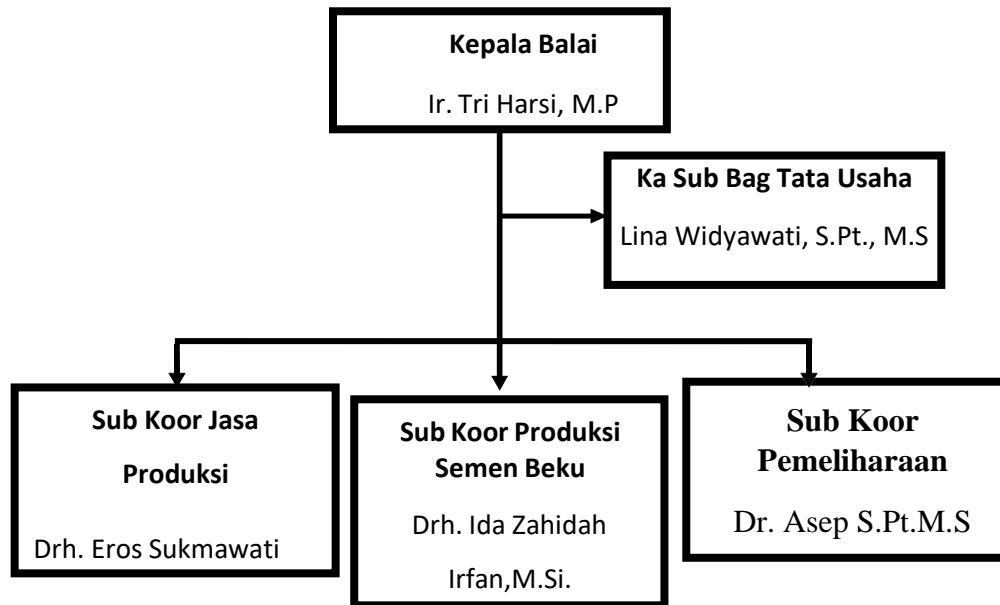 Kepala Balai
Ir. Tri Harsi, M.P
Ka Sub Bag Tata Usaha
Lina Widyawati, S.Pt., M.S
Sub Koor Jasa
Produksi
Drh. Eros Sukmawati
Sub Koor Produksi
Semen Beku
Drh. Ida Zahidah
Irfan,M.Si.
Sub Koor
Pemeliharaan
Dr. Asep S.Pt.M.S